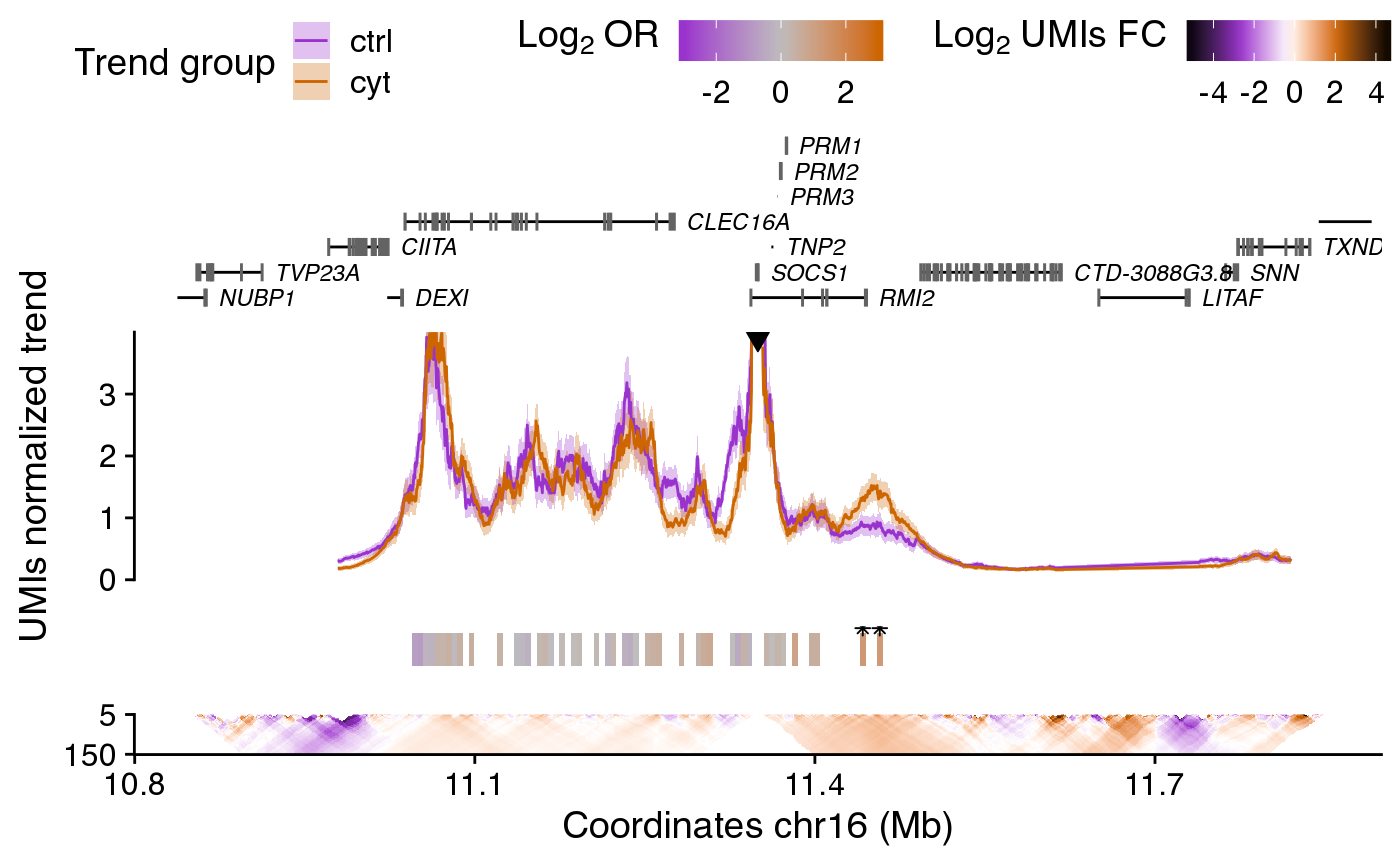 Trend group
ctrl
cyt
Log2 OR
-2 0 2
Log2 UMIs FC
-4 -2 0 2 4
PRM1
PRM2
PRM3
CLEC16A
CIITA TNP2 TXND
TVP23A SOCS1 CTD-3088G3.8 SNN
NUBP1 DEXI RMI2 LITAF
UMIs normalized trend
3
2
1
0
5
150
10.8 11.1 11.4 11.7
Coordinates chr16 (Mb)